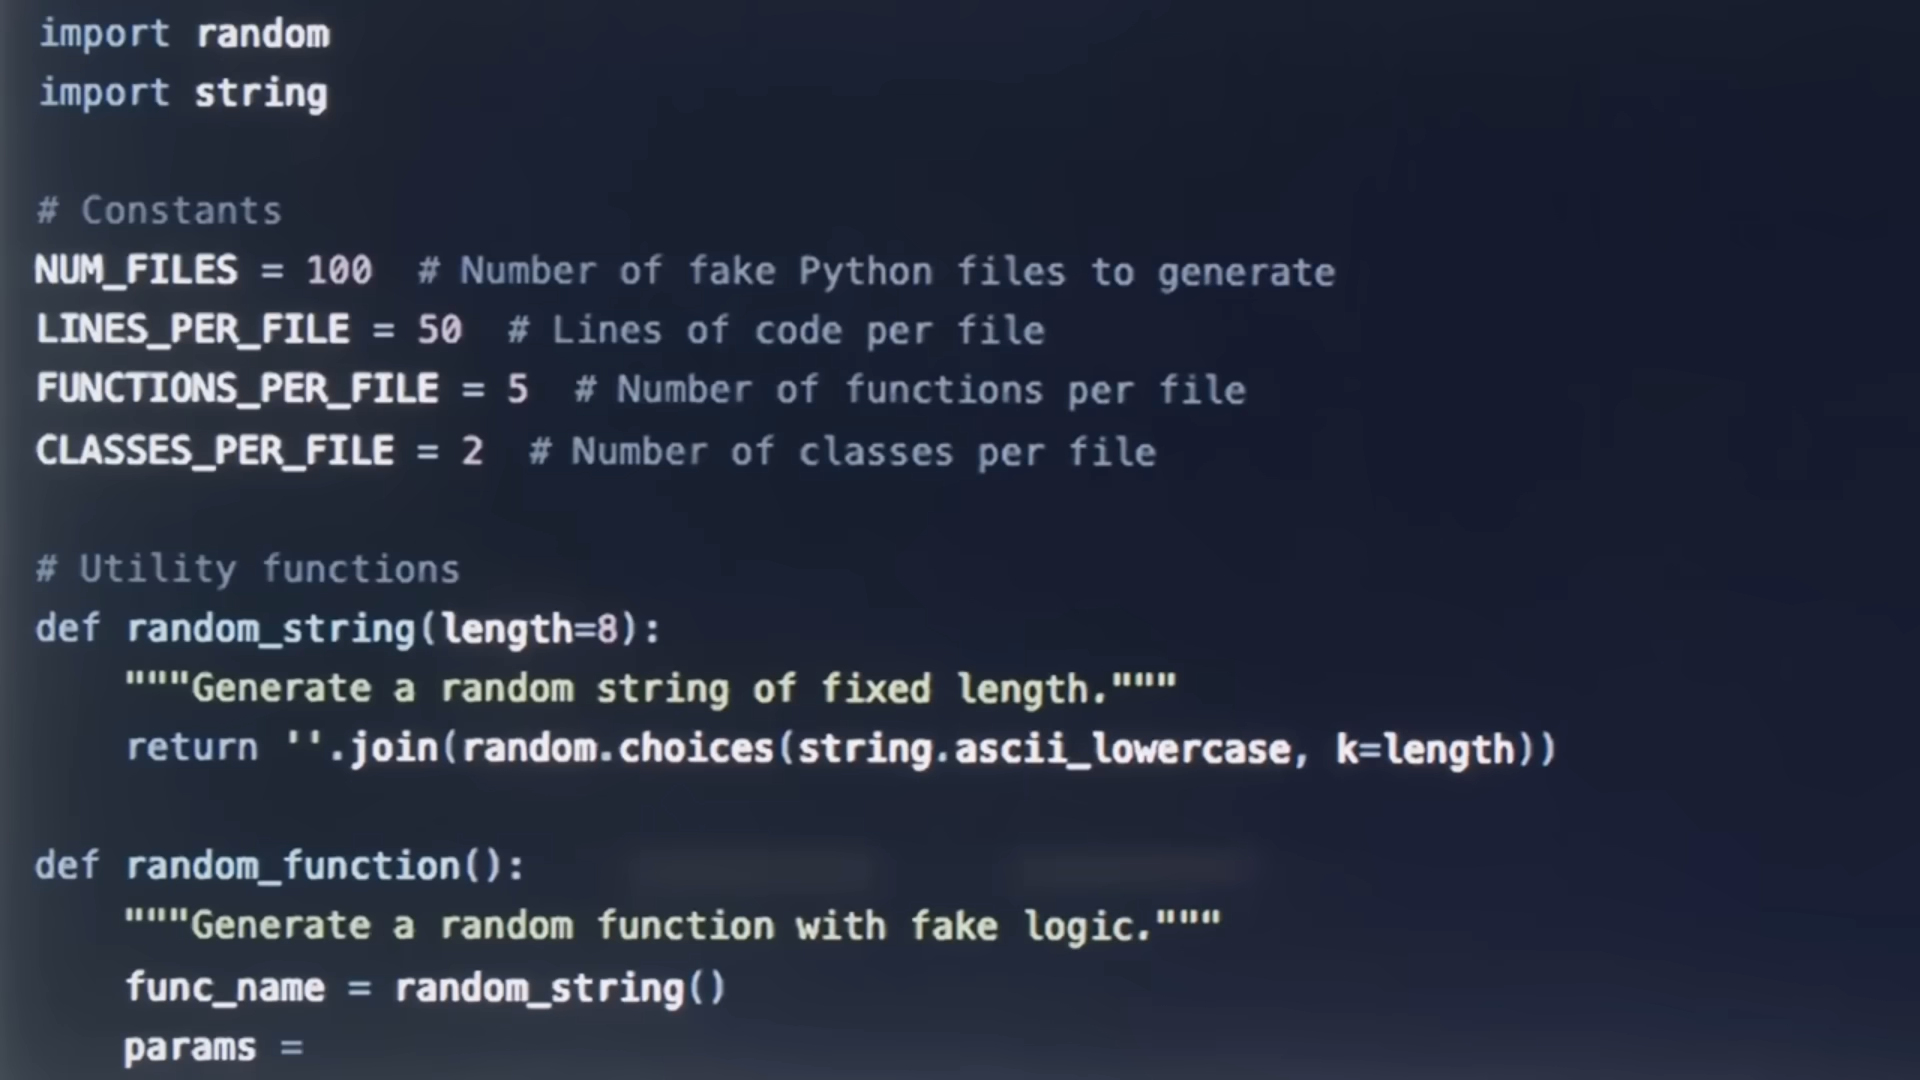 import random
import string
# Constants
NUM_FILES = 100  # Number of fake Python files to generate
LINES_PER_FILE = 50  # Lines of code per file
FUNCTIONS_PER_FILE = 5  # Number of functions per file
CLASSES_PER_FILE = 2  # Number of classes per file
# Utility functions
def random_string(length=8):
    """Generate a random string of fixed length."""
    return ''.join(random.choices(string.ascii_lowercase, k=length))
def random_function():
    """Generate a random function with fake logic."""
    func_name = random_string()
    params =